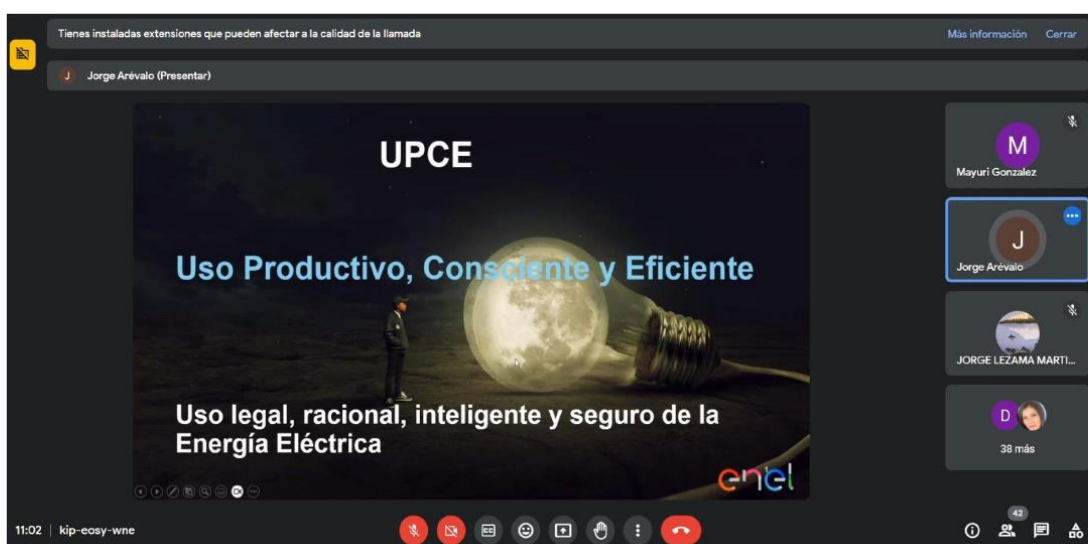 Tienes instaladas extensiones que pueden afectar a la calidad de la llamada
Más información
Cerrar
J
Jorge Arévalo (Presentar)
UPCE
Uso Productivo, Consciente y Eficiente
Uso legal, racional, inteligente y seguro de la
Energía Eléctrica
enel
M
Mayuri Gonzalez
J
Jorge Arévalo
JORGE LEZAMA MARTI...
D
38 más
11:02 | kip-eosy-wne
CC
42